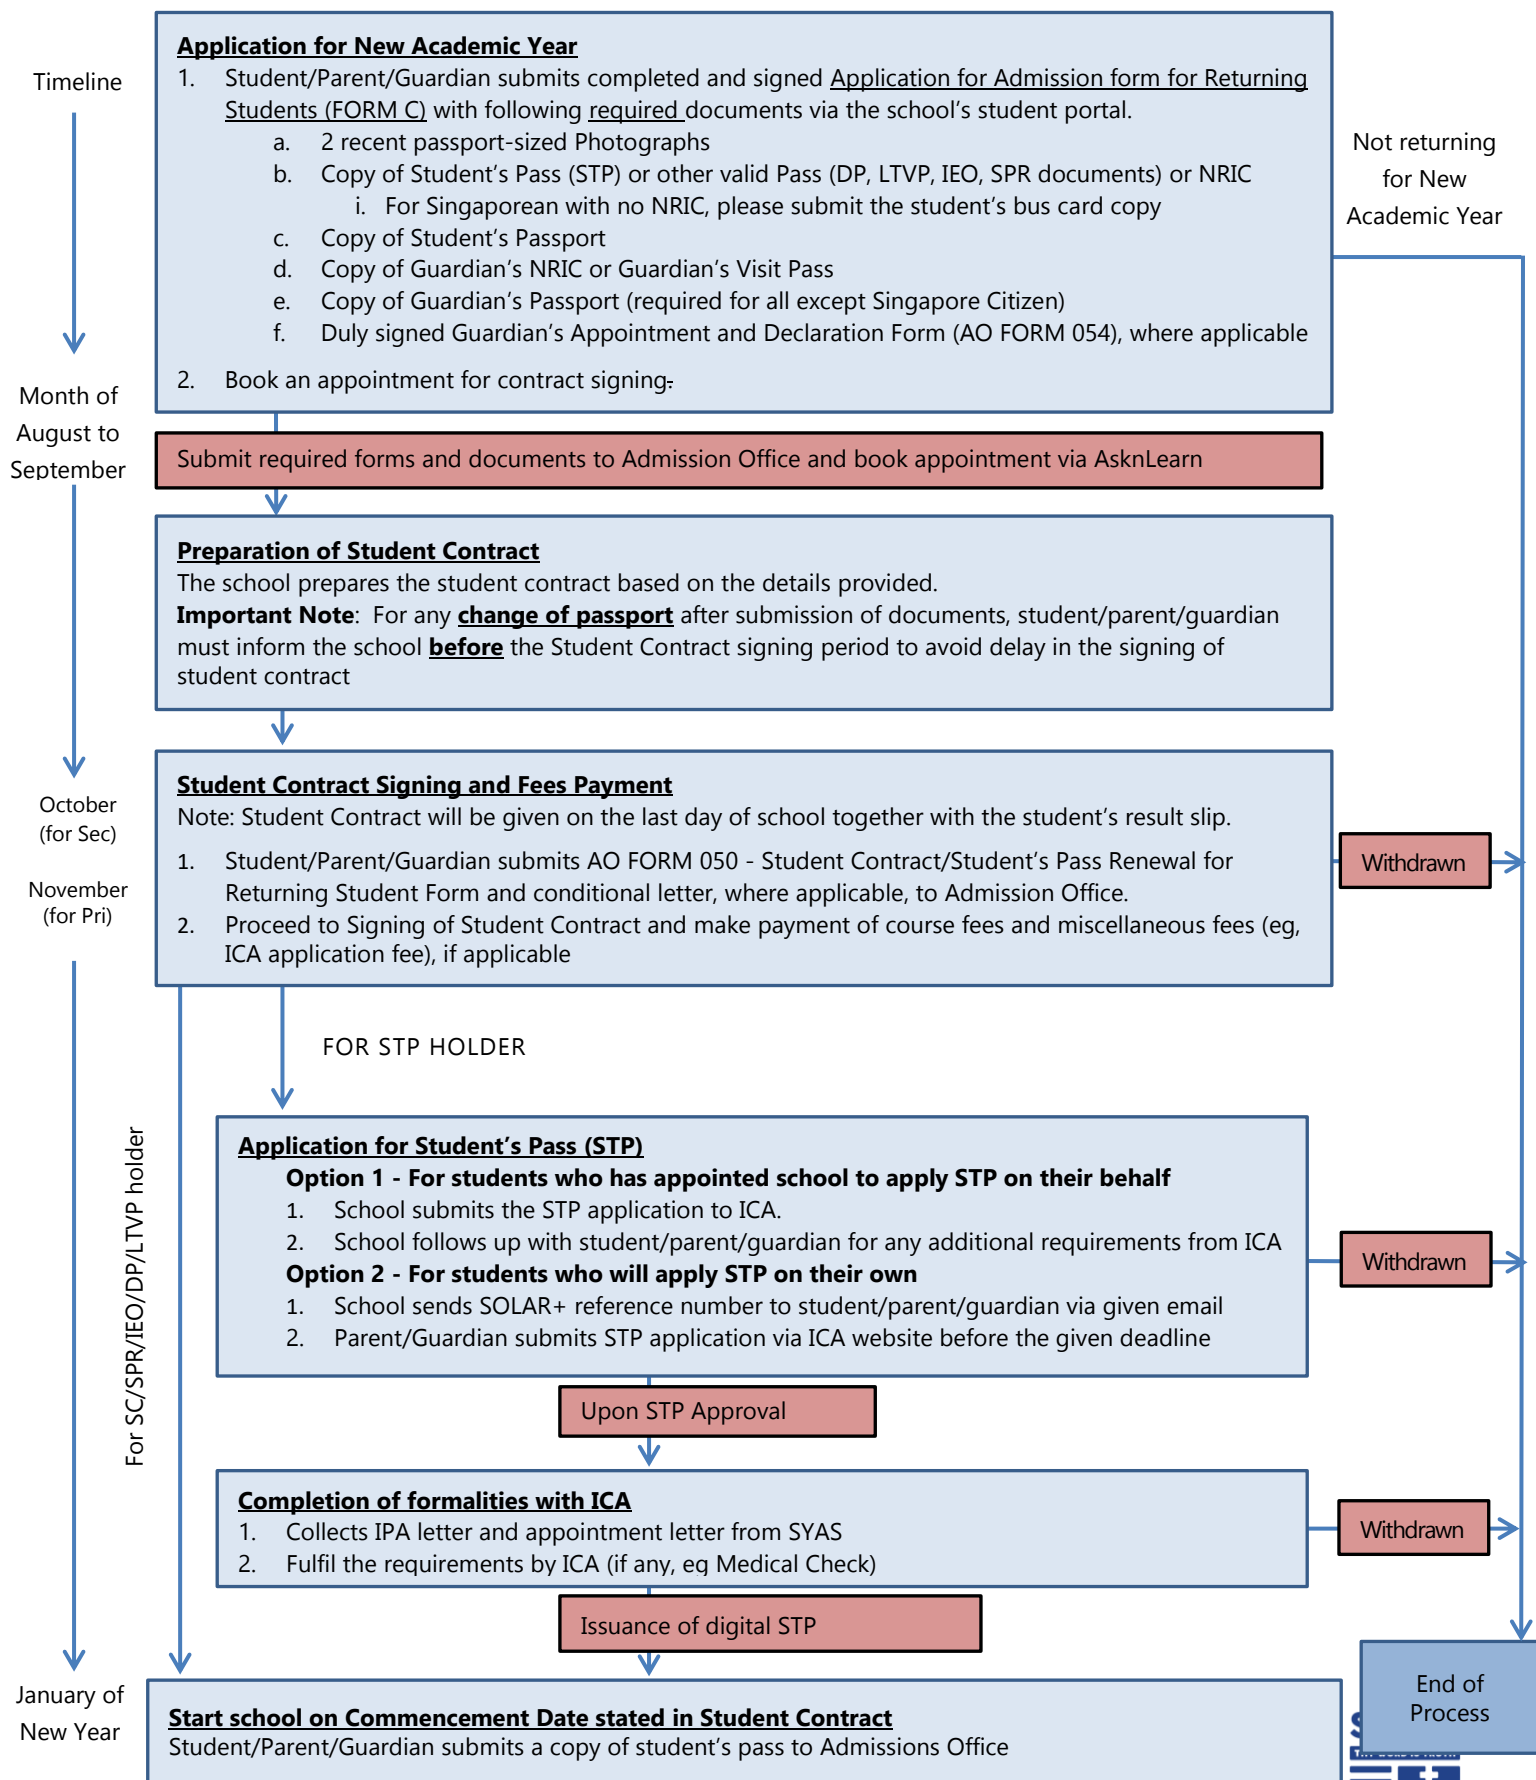 Timeline
Month of
August to
September
October
(for Sec)
November
(for Pri)
January of
New Year
Application for New Academic Year
1. Student/Parent/Guardian submits completed and signed Application for Admission form for Returning
Students (FORM C) with following required documents via the school's student portal.
a. 2 recent passport-sized Photographs
b. Copy of Student's Pass (STP) or other valid Pass (DP, LTVP, IEO, SPR documents) or NRIC
i. For Singaporean with no NRIC, please submit the student's bus card copy
c. Copy of Student's Passport
d. Copy of Guardian's NRIC or Guardian's Visit Pass
e. Copy of Guardian's Passport (required for all except Singapore Citizen)
f. Duly signed Guardian's Appointment and Declaration Form (AO FORM 054), where applicable
2. Book an appointment for contract signing.
Not returning
for New
Academic Year
Submit required forms and documents to Admission Office and book appointment via AsknLearn
Preparation of Student Contract
The school prepares the student contract based on the details provided.
Important Note: For any change of passport after submission of documents, student/parent/guardian
must inform the school before the Student Contract signing period to avoid delay in the signing of
student contract
Student Contract Signing and Fees Payment
Note: Student Contract will be given on the last day of school together with the student's result slip.
1. Student/Parent/Guardian submits AO FORM 050 - Student Contract/Student's Pass Renewal for
Returning Student Form and conditional letter, where applicable, to Admission Office.
2. Proceed to Signing of Student Contract and make payment of course fees and miscellaneous fees (eg,
ICA application fee), if applicable
Withdrawn
FOR STP HOLDER
For SC/SPR/IEO/DP/LTVP holder
Application for Student's Pass (STP)
Option 1 - For students who has appointed school to apply STP on their behalf
1. School submits the STP application to ICA.
2. School follows up with student/parent/guardian for any additional requirements from ICA
Option 2 - For students who will apply STP on their own
1. School sends SOLAR+ reference number to student/parent/guardian via given email
2. Parent/Guardian submits STP application via ICA website before the given deadline
Withdrawn
Upon STP Approval
Completion of formalities with ICA
1. Collects IPA letter and appointment letter from SYAS
2. Fulfil the requirements by ICA (if any, eg Medical Check)
Withdrawn
Issuance of digital STP
Start school on Commencement Date stated in Student Contract
Student/Parent/Guardian submits a copy of student's pass to Admissions Office
End of
Process